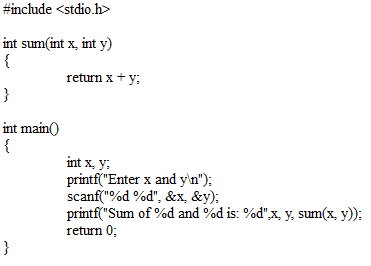 #include <stdio.h>
int sum(int x, int y)
{
return x + y;
}
int main()
{
int x, y;
printf("Enter x and y\n");
scanf("%d %d", &x, &y);
printf("Sum of %d and %d is: %d",x, y, sum(x, y));
return 0;
}